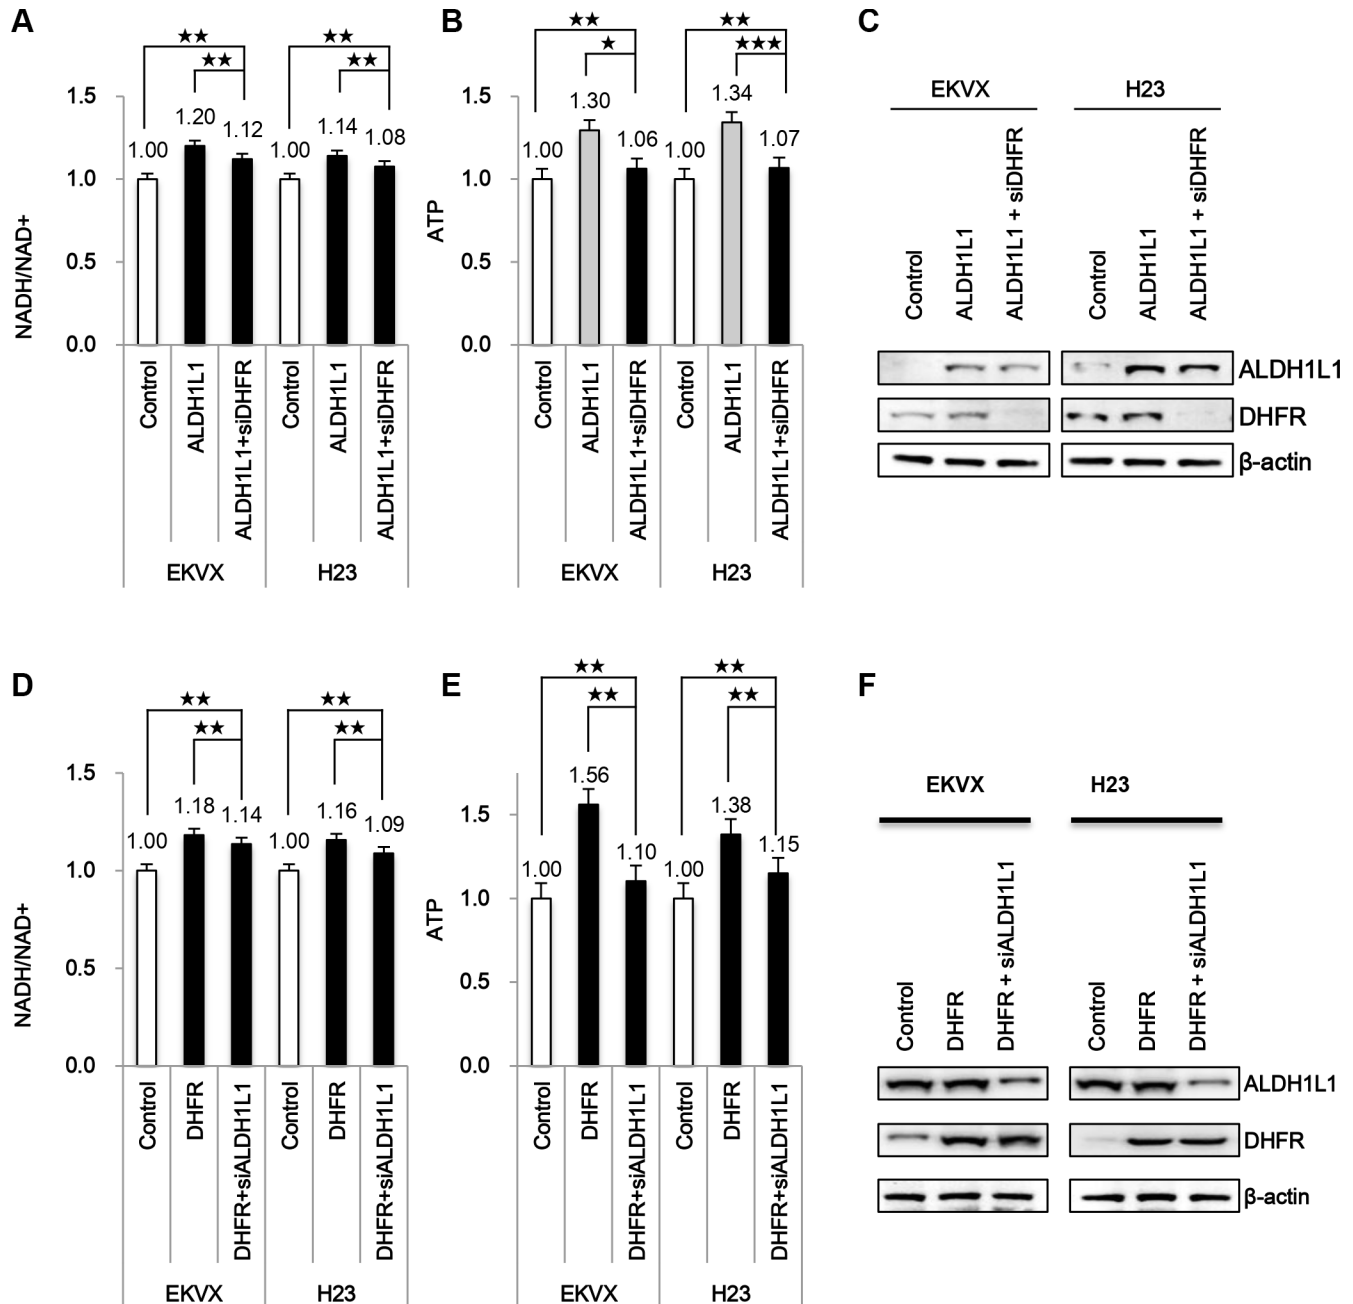 A
★★ ★★
★★ ★★
NADH/NAD+
1.5
1.0
0.5
0.0
1.00 1.20 1.12 1.00 1.14 1.08
Control ALDH1L1 ALDH1L1+siDHFR Control ALDH1L1 ALDH1L1+siDHFR
EKVX H23
B
★★ ★★
★ ★★★
ATP
1.5
1.0
0.5
0.0
1.00 1.30 1.06 1.00 1.34 1.07
Control ALDH1L1 ALDH1L1+siDHFR Control ALDH1L1 ALDH1L1+siDHFR
EKVX H23
C
EKVX H23
Control ALDH1L1 ALDH1L1 + siDHFR Control ALDH1L1 ALDH1L1 + siDHFR
ALDH1L1
DHFR
β-actin
D
★★ ★★
★★ ★★
NADH/NAD+
1.5
1.0
0.5
0.0
1.00 1.18 1.14 1.00 1.16 1.09
Control DHFR DHFR+siALDH1L1 Control DHFR DHFR+siALDH1L1
EKVX H23
E
★★ ★★
★★ ★★
ATP
1.5
1.0
0.5
0.0
1.00 1.56 1.10 1.00 1.38 1.15
Control DHFR DHFR+siALDH1L1 Control DHFR DHFR+siALDH1L1
EKVX H23
F
EKVX H23
Control DHFR DHFR + siALDH1L1 Control DHFR DHFR + siALDH1L1
ALDH1L1
DHFR
β-actin